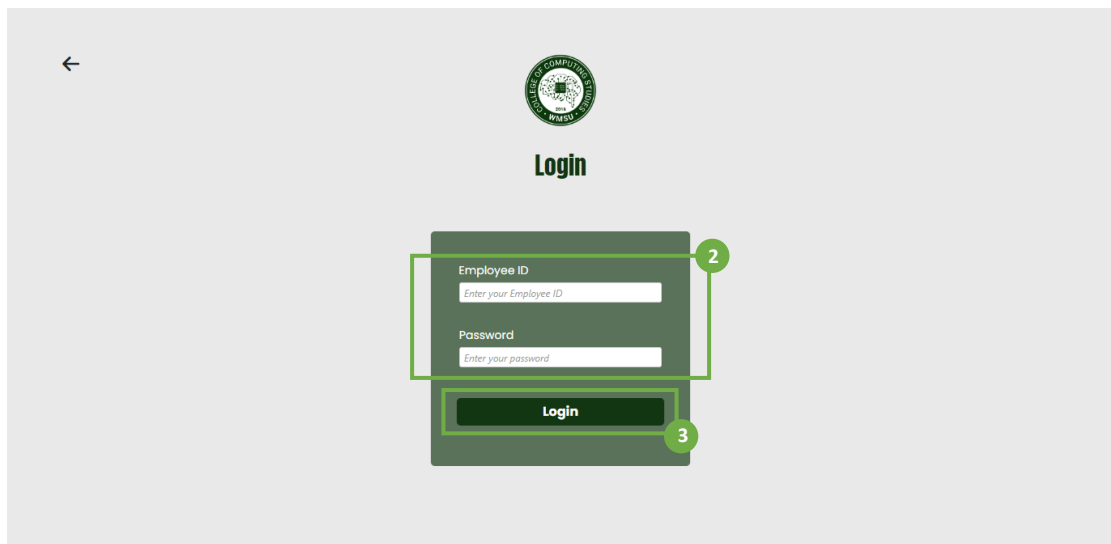 COLLEGE OF COMPUTING STUDIES
2016
WMSU
Login
2
Employee ID
Enter your Employee ID
Password
Enter your password
Login
3